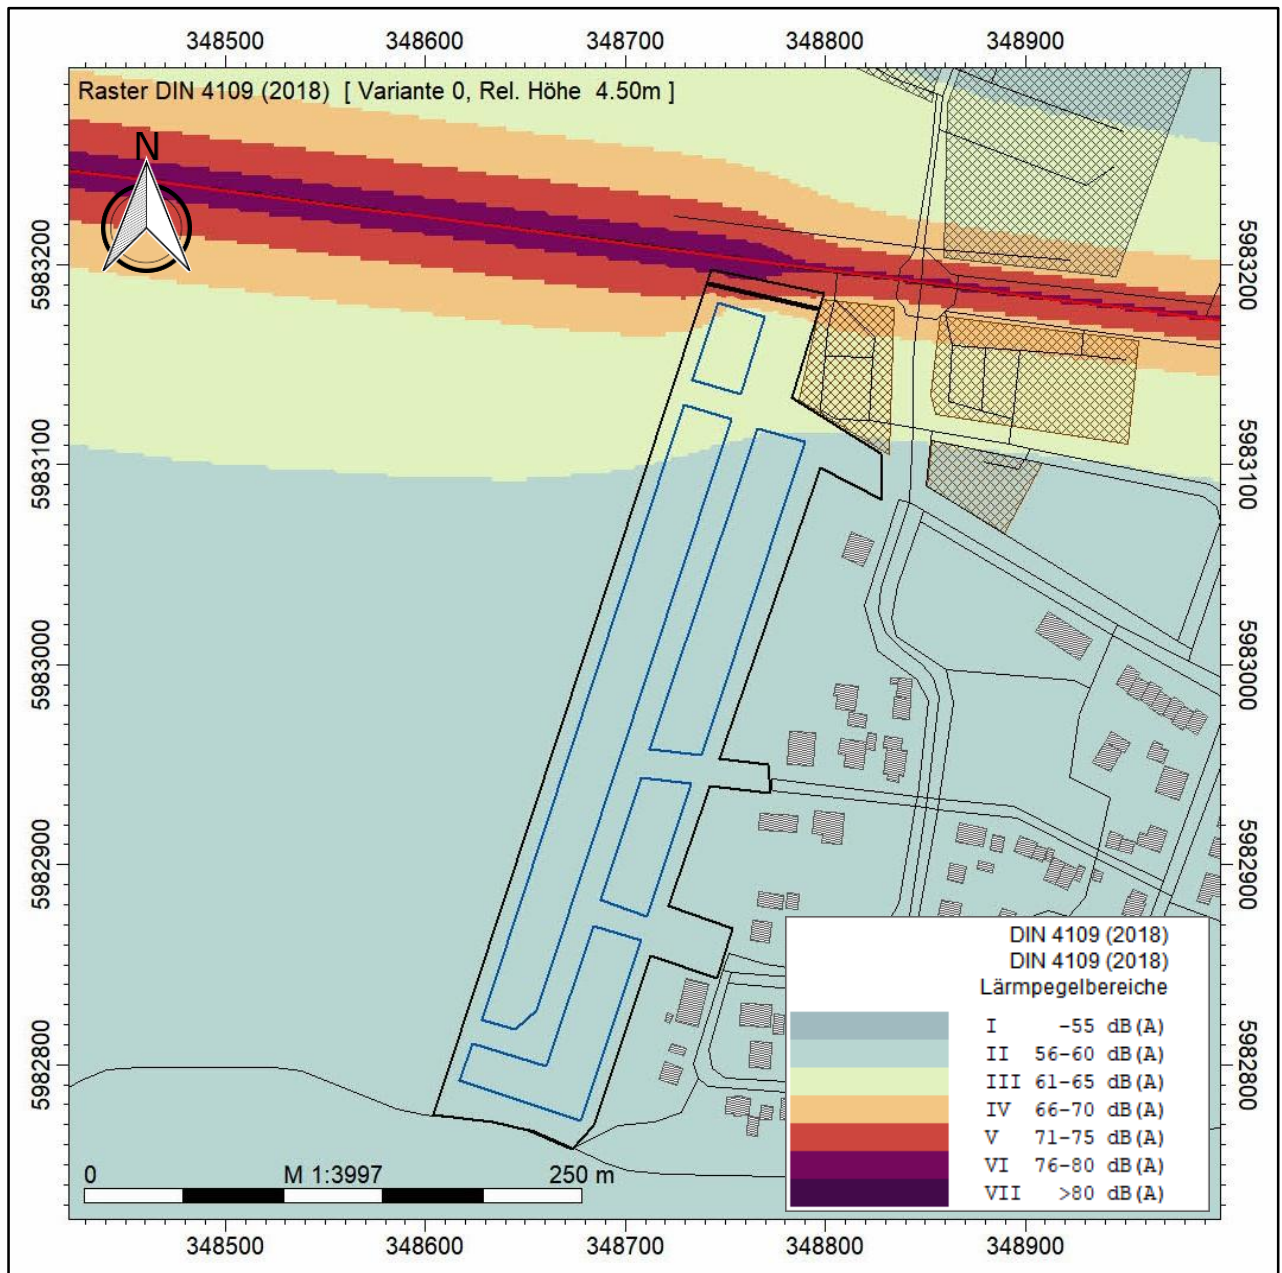 348500 348600 348700 348800 348900
Raster DIN 4109 (2018) [ Variante 0, Rel. Höhe 4.50m ]
N
5983200
5983100
5983000
5982900
5982800
5983200
5983100
5983000
5982900
5982800
DIN 4109 (2018)
DIN 4109 (2018)
Lärmpegelbereiche
I -55 dB(A)
II 56-60 dB(A)
III 61-65 dB(A)
IV 66-70 dB(A)
V 71-75 dB(A)
VI 76-80 dB(A)
VII >80 dB(A)
0 M 1:3997 250 m
348500 348600 348700 348800 348900